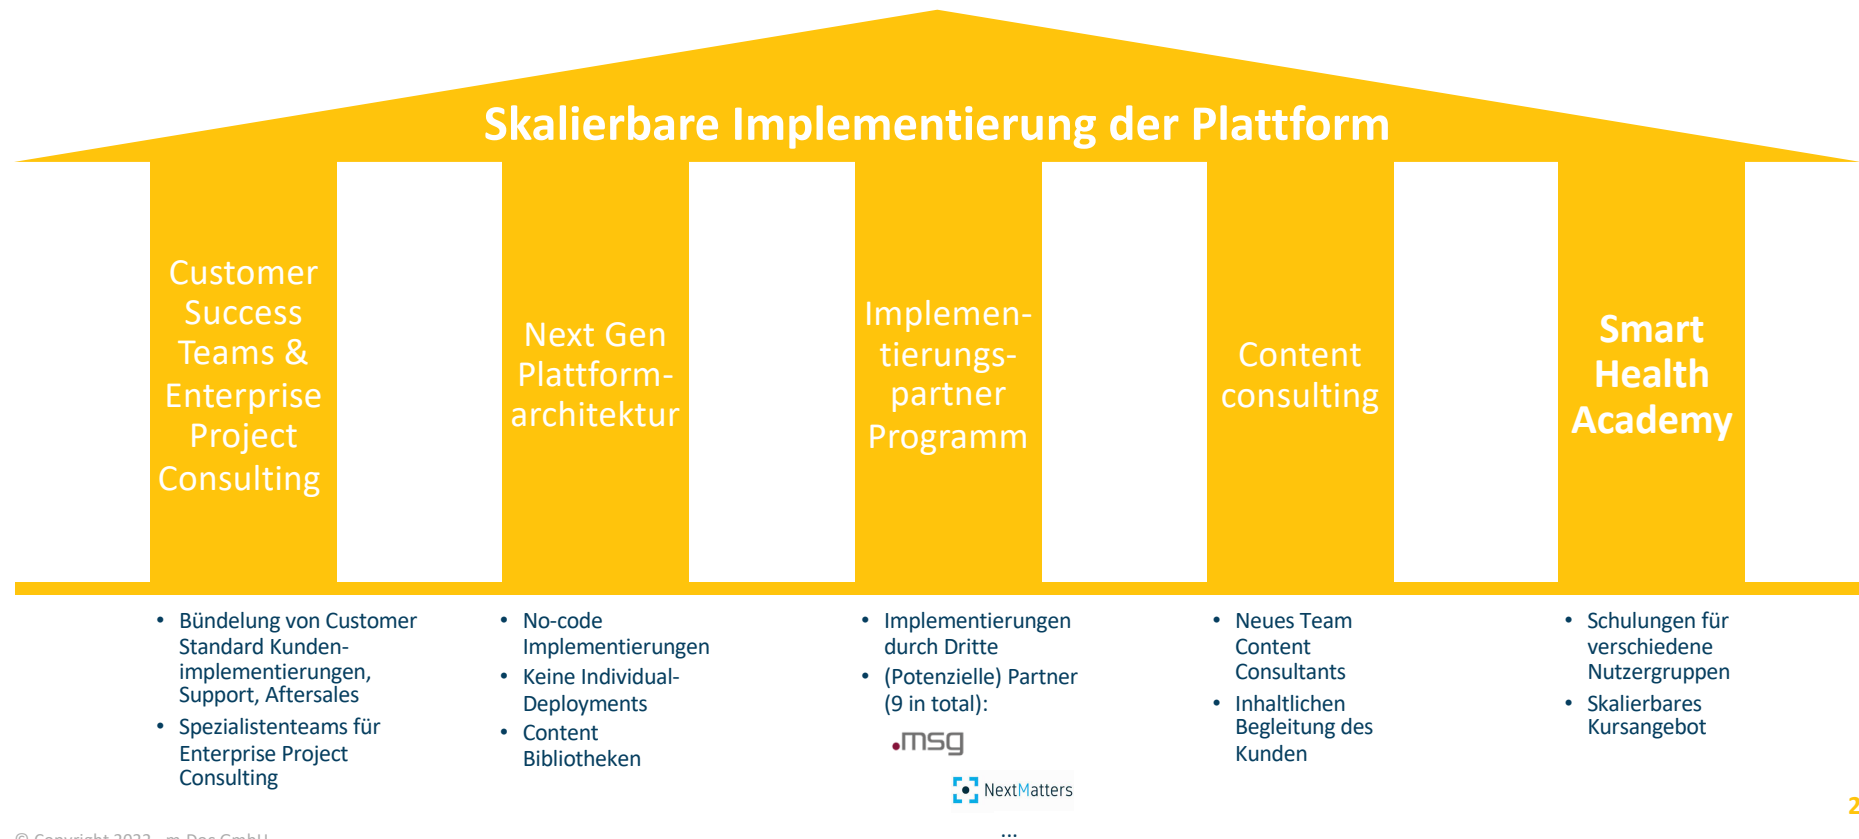 Skalierbare Implementierung der Plattform
Customer
Success
Teams &
Enterprise
Project
Consulting
Next Gen
Plattform-
architektur
Implemen-
tierungs-
partner
Programm
Content
consulting
Smart
Health
Academy
• Bündelung von Customer
Standard Kunden-
implementierungen,
Support, Aftersales
• Spezialistenteams für
Enterprise Project
Consulting
• No-code
Implementierungen
• Keine Individual-
Deployments
• Content
Bibliotheken
• Implementierungen
durch Dritte
• (Potenzielle) Partner
(9 in total):
.msg
NextMatters
...
• Neues Team
Content
Consultants
• Inhaltlichen
Begleitung des
Kunden
• Schulungen für
verschiedene
Nutzergruppen
• Skalierbares
Kursangebot
2
© Copyright m.Doc GmbH